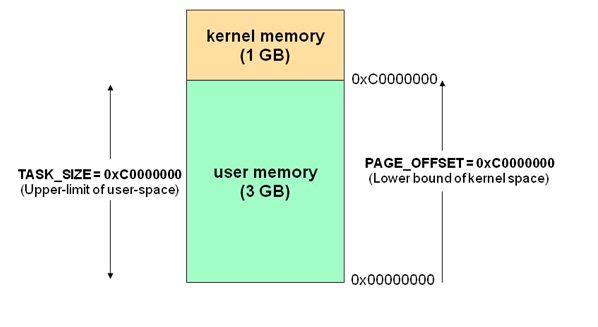 kernel memory
(1 GB)
0xC0000000
TASK_SIZE = 0xC0000000
(Upper-limit of user-space)
user memory
(3 GB)
PAGE_OFFSET = 0xC0000000
(Lower bound of kernel space)
0x00000000